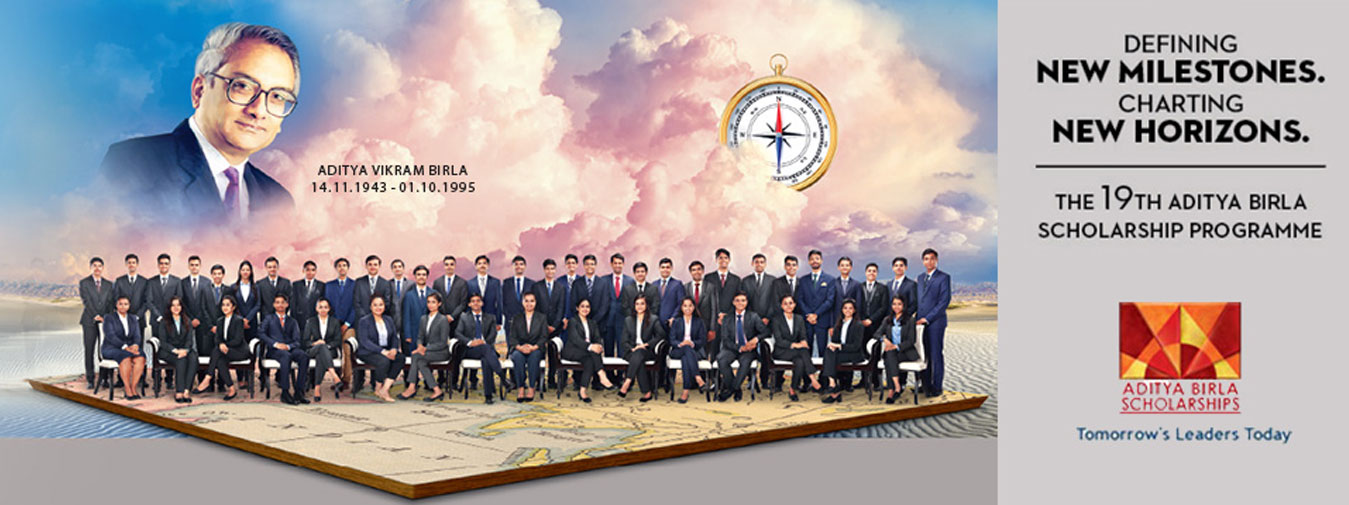 ADITYA VIKRAM BIRLA
14.11.1943 - 01.10.1995
DEFINING
NEW MILESTONES.
CHARTING
NEW HORIZONS.
THE 19TH ADITYA BIRLA
SCHOLARSHIP PROGRAMME
ADITYA BIRLA
SCHOLARSHIPS
Tomorrow's Leaders Today